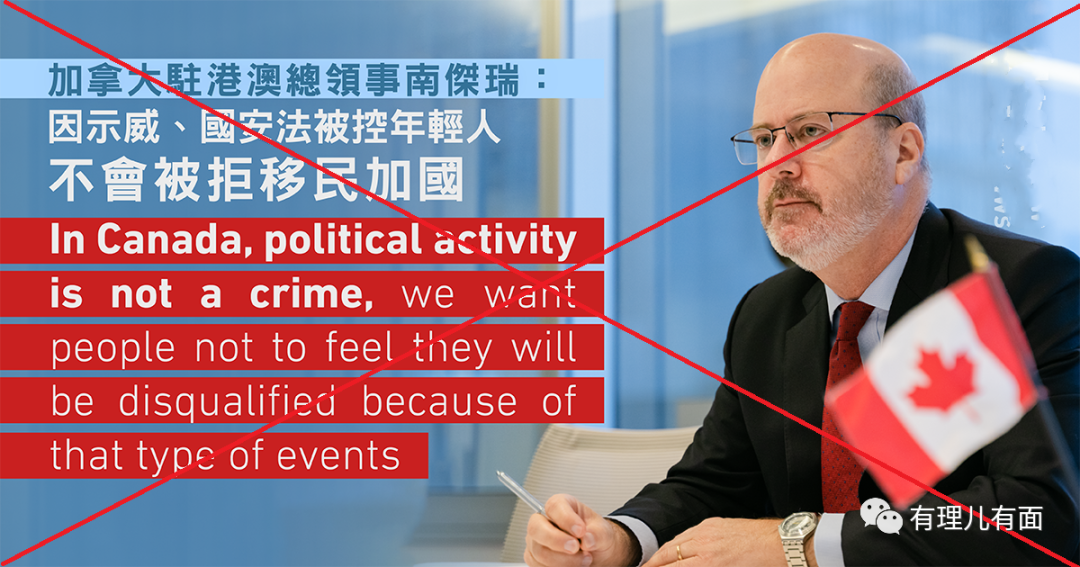 加拿大駐港澳總領事南傑瑞：
因示威、國安法被控年輕人
不會被拒移民加國
In Canada, political activity
is not a crime, we want
people not to feel they will
be disqualified because of
that type of events
有理儿有面